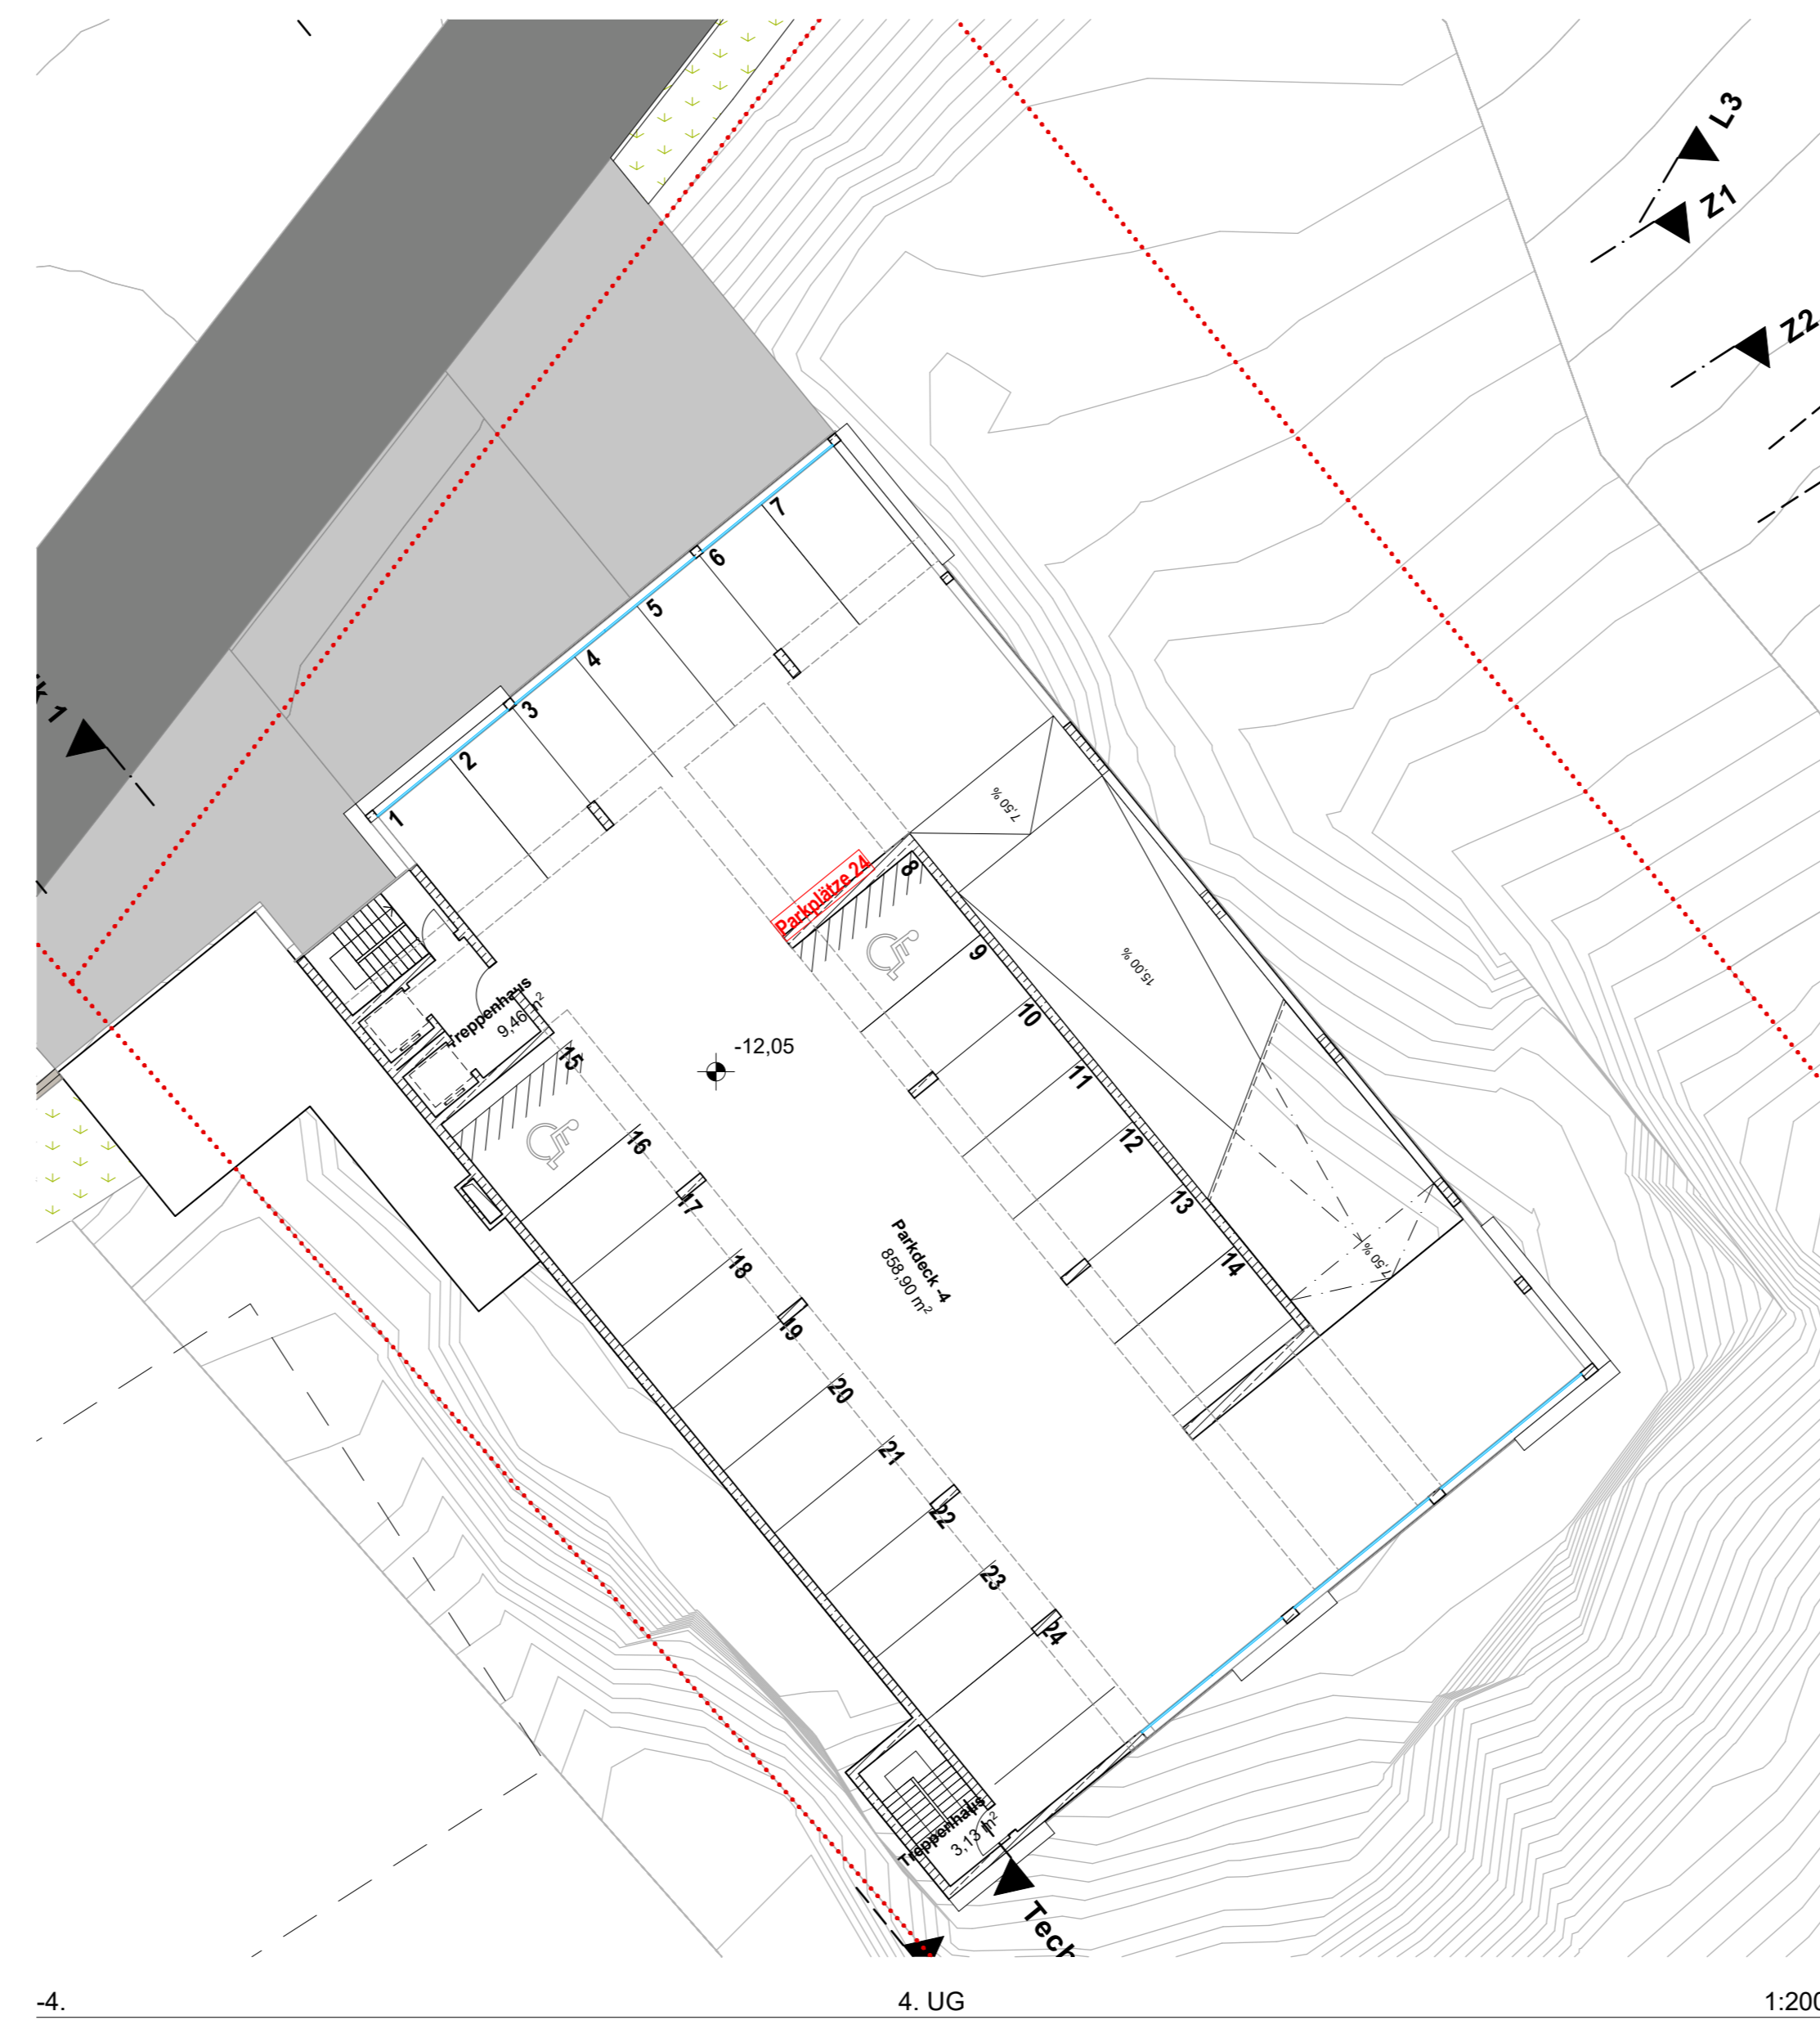 L3
Z1
Z2
k 1
7
6
5
4
3
2
1
7,50 %
Parkplätze 24
8
15,00 %
9
Treppenhaus
9,46 m²
10
15
-12,05
11
16
12
17
13
Parkdeck -4
858,90 m²
14
18
7,50 %
19
20
21
22
23
24
Treppenhaus
3,13 m²
Tech
-4.
4. UG
1:200